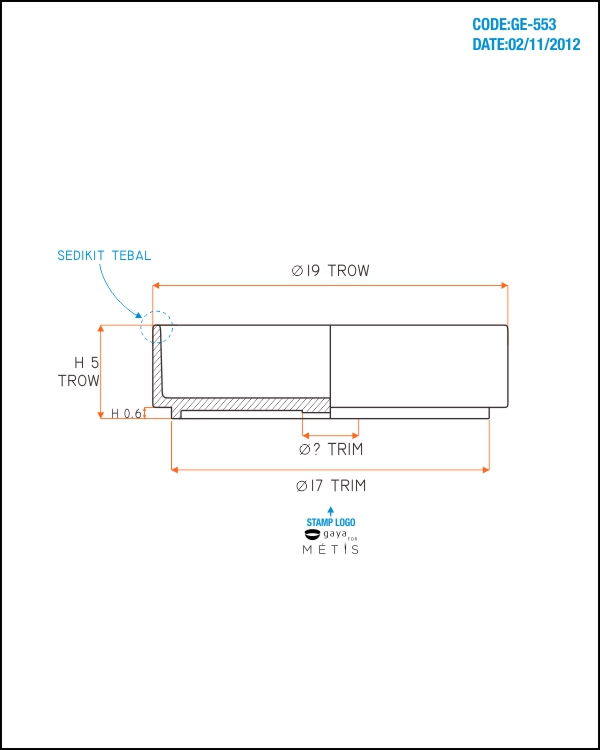 CODE:GE-553
DATE:02/11/2012
SEDIKIT TEBAL
Ø19 TROW
H 5
TROW
H 0.6
Ø? TRIM
Ø17 TRIM
STAMP LOGO
gaya
FOR
MÉTIS